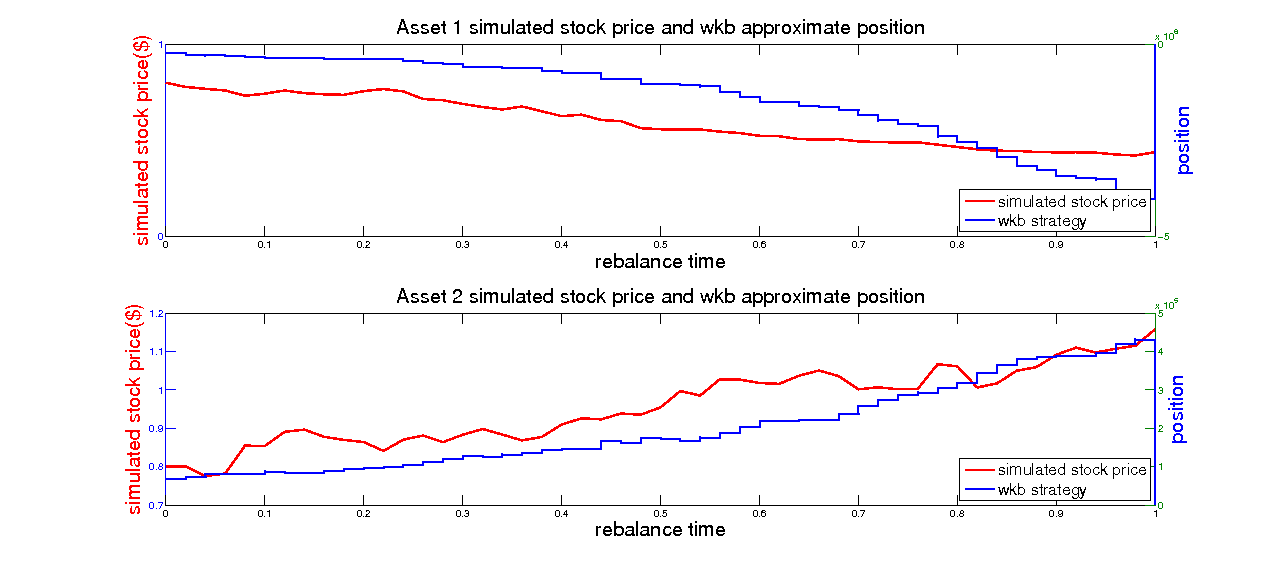 Asset 1 simulated stock price and wkb approximate position
x 10
1
0
simulated stock price($)
position
simulated stock price
wkb strategy
0
-5
0
0.1
0.2
0.3
0.4
0.5
0.6
0.7
0.8
0.9
1
rebalance time
Asset 2 simulated stock price and wkb approximate position
x 10
1.2
1.1
1
0.9
0.8
0.7
simulated stock price($)
5
4
3
2
1
0
position
simulated stock price
wkb strategy
0
0.1
0.2
0.3
0.4
0.5
0.6
0.7
0.8
0.9
1
rebalance time